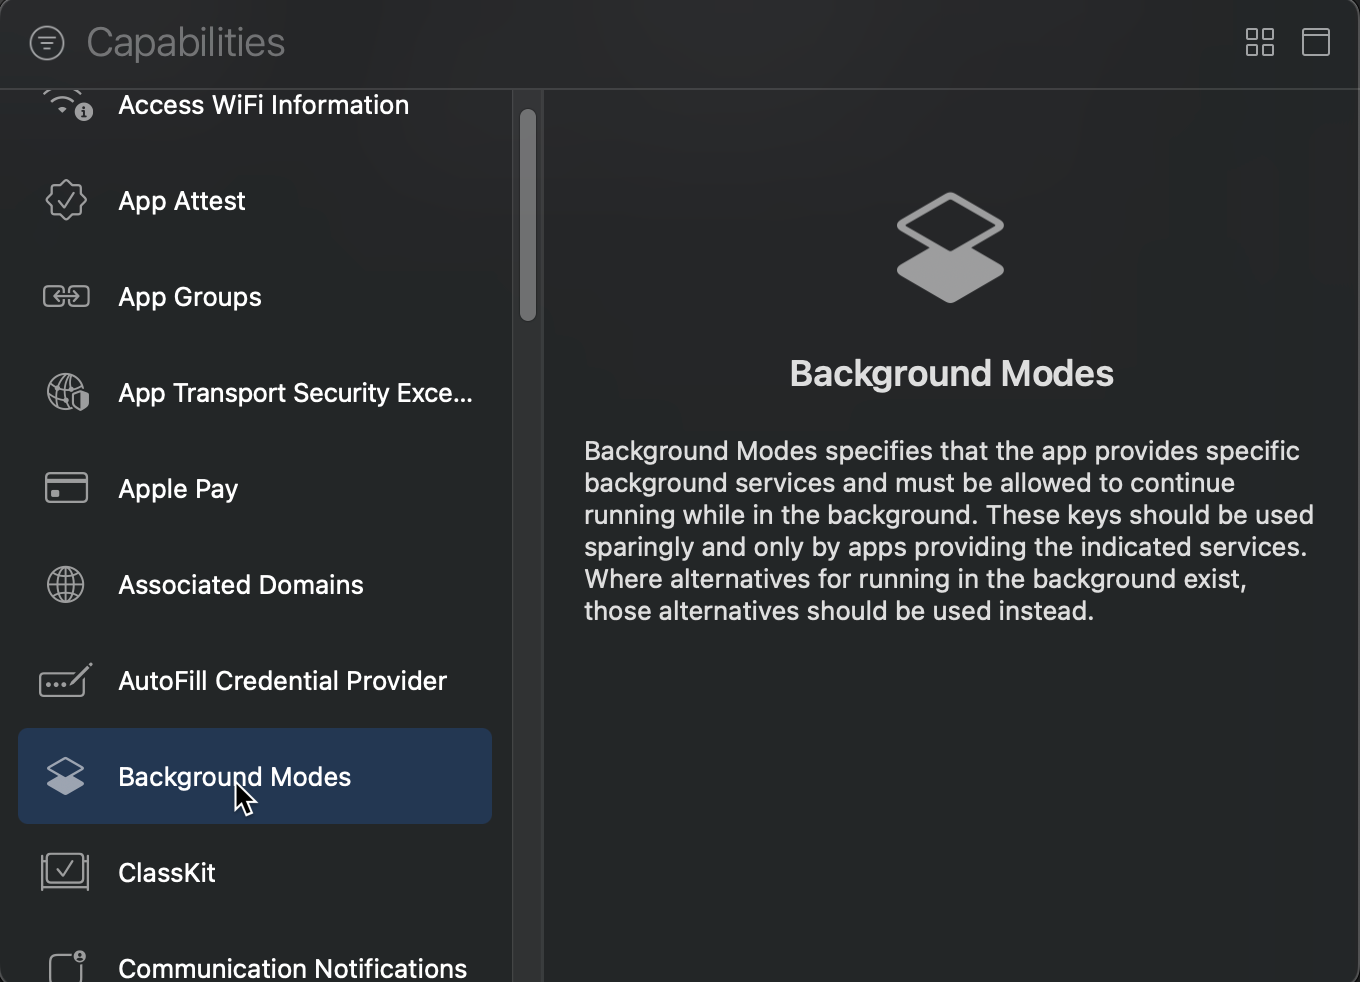 Capabilities
Access WiFi Information
App Attest
App Groups
App Transport Security Exce...
Apple Pay
Associated Domains
AutoFill Credential Provider
Background Modes
ClassKit
Communication Notifications
Background Modes
Background Modes specifies that the app provides specific
background services and must be allowed to continue
running while in the background. These keys should be used
sparingly and only by apps providing the indicated services.
Where alternatives for running in the background exist,
those alternatives should be used instead.